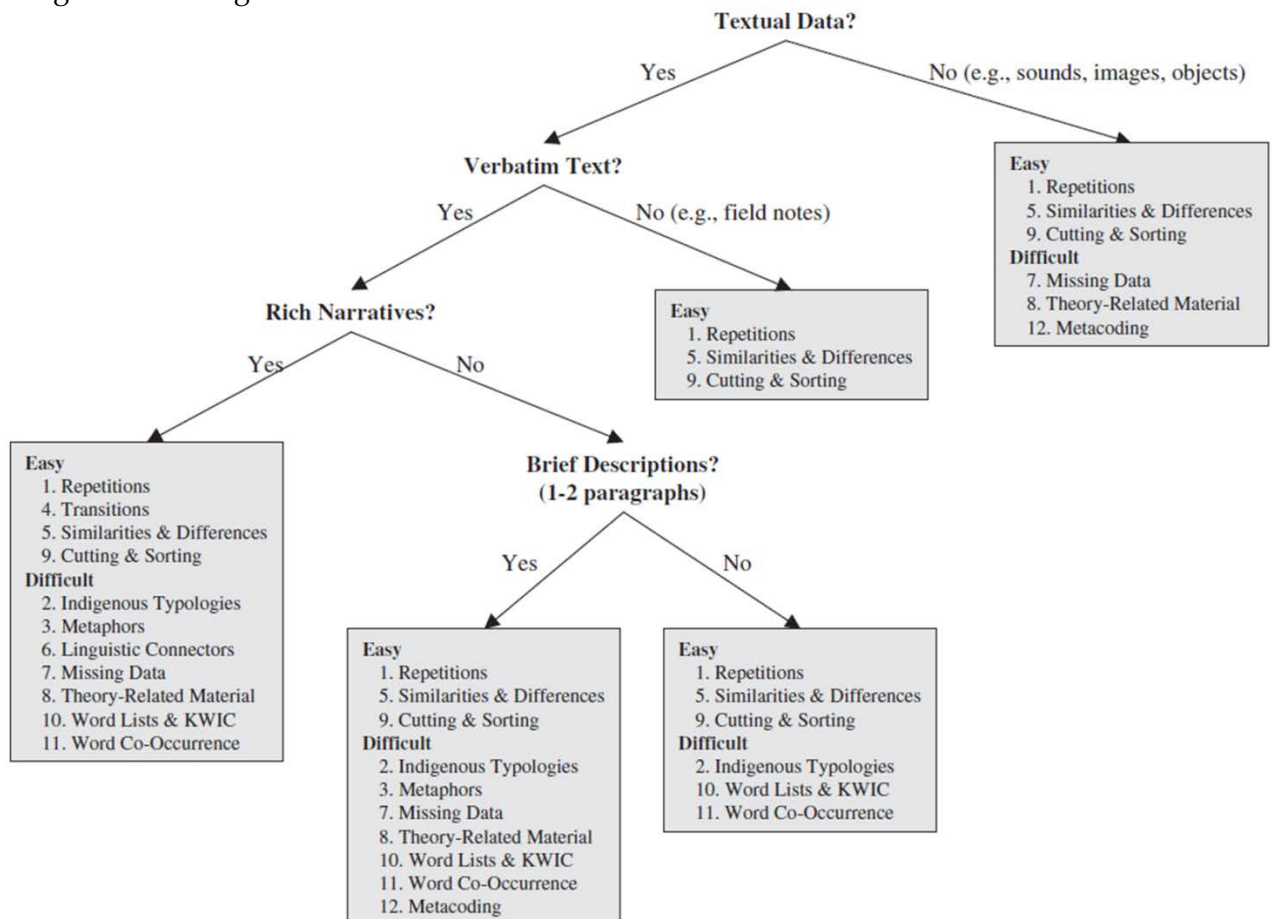 Textual Data?
Yes
No (e.g., sounds, images, objects)
Verbatim Text?
Easy
1. Repetitions
5. Similarities & Differences
9. Cutting & Sorting
Difficult
7. Missing Data
8. Theory-Related Material
12. Metacoding
Yes
No (e.g., field notes)
Rich Narratives?
Easy
1. Repetitions
5. Similarities & Differences
9. Cutting & Sorting
Yes
No
Easy
1. Repetitions
4. Transitions
5. Similarities & Differences
9. Cutting & Sorting
Difficult
2. Indigenous Typologies
3. Metaphors
6. Linguistic Connectors
7. Missing Data
8. Theory-Related Material
10. Word Lists & KWIC
11. Word Co-Occurrence
Brief Descriptions?
(1-2 paragraphs)
Yes
No
Easy
1. Repetitions
5. Similarities & Differences
9. Cutting & Sorting
Difficult
2. Indigenous Typologies
3. Metaphors
7. Missing Data
8. Theory-Related Material
10. Word Lists & KWIC
11. Word Co-Occurrence
12. Metacoding
Easy
1. Repetitions
5. Similarities & Differences
9. Cutting & Sorting
Difficult
2. Indigenous Typologies
10. Word Lists & KWIC
11. Word Co-Occurrence